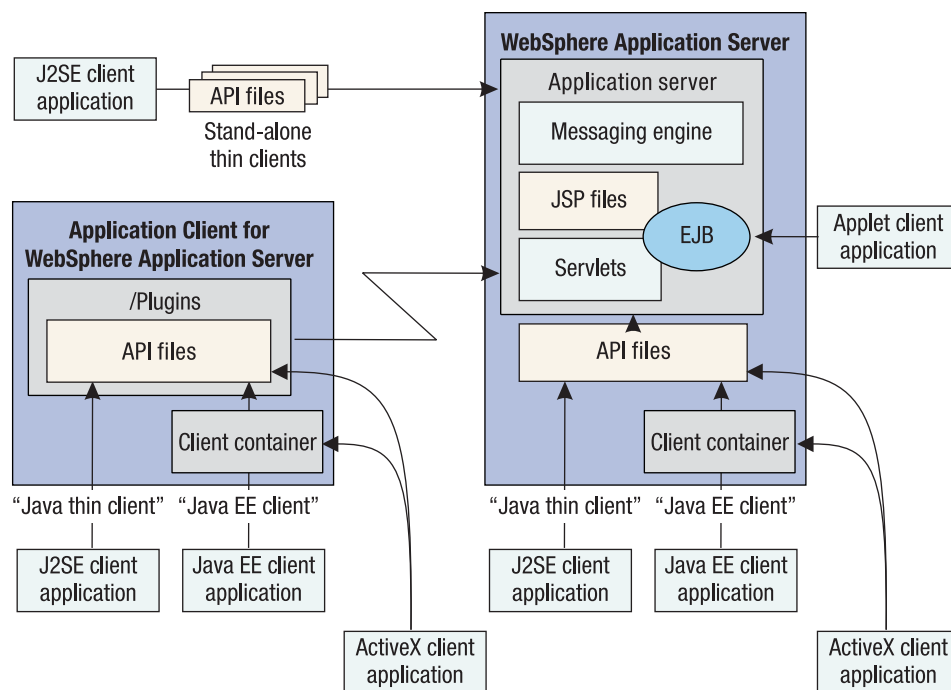 WebSphere Application Server
J2SE client
application
API files
Stand-alone
thin clients
Application server
Messaging engine
JSP files
EJB
Servlets
Applet client
application
Application Client for
WebSphere Application Server
/Plugins
API files
API files
Client container
Client container
“Java thin client”
“Java EE client”
“Java thin client”
“Java EE client”
J2SE client
application
Java EE client
application
J2SE client
application
Java EE client
application
ActiveX client
application
ActiveX client
application